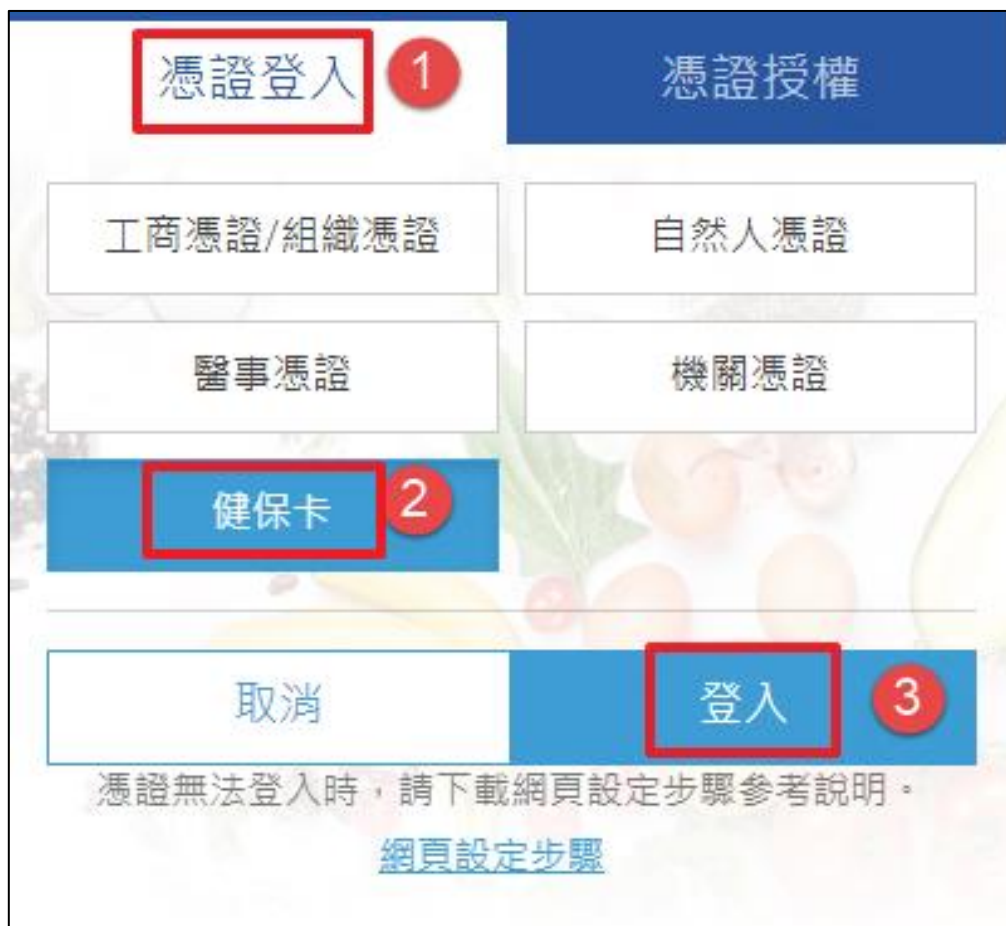 憑證登入 1 憑證授權
工商憑證/組織憑證 自然人憑證
醫事憑證 機關憑證
健保卡 2
取消 登入 3
憑證無法登入時，請下載網頁設定步驟參考說明。
網頁設定步驟